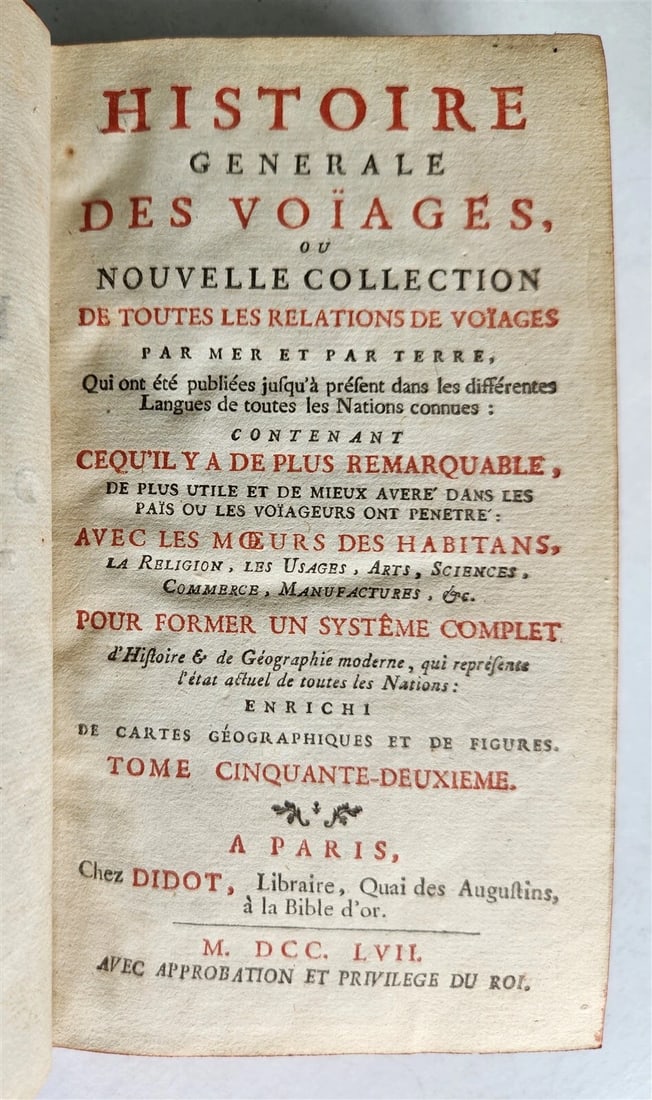 HISTOIRE
GENERALE
DES VOÏAGES,
OU
NOUVELLE COLLECTION
DE TOUTES LES RELATIONS DE VOÏAGES
PAR MER ET PAR TERRE,
Qui ont été publiées juſqu'à préſent dans les différentes
Langues de toutes les Nations connues :
CONTENANT
CEQU'IL Y A DE PLUS REMARQUABLE,
DE PLUS UTILE ET DE MIEUX AVERE' DANS LES
PAÏS OU LES VOÏAGEURS ONT PENETRE' :
AVEC LES MŒURS DES HABITANS,
LA RELIGION, LES USAGES, ARTS, SCIENCES,
COMMERCE, MANUFACTURES, &c.
POUR FORMER UN SYSTÊME COMPLET
d'Hiſtoire & de Géographie moderne, qui repréſente
l'état actuel de toutes les Nations :
ENRICHI
DE CARTES GÉOGRAPHIQUES ET DE FIGURES.
TOME CINQUANTE-DEUXIEME.
A PARIS,
Chez DIDOT, Libraire, Quai des Auguſtins,
à la Bible d'or.
M. DCC. LVII.
AVEC APPROBATION ET PRIVILEGE DU ROI.